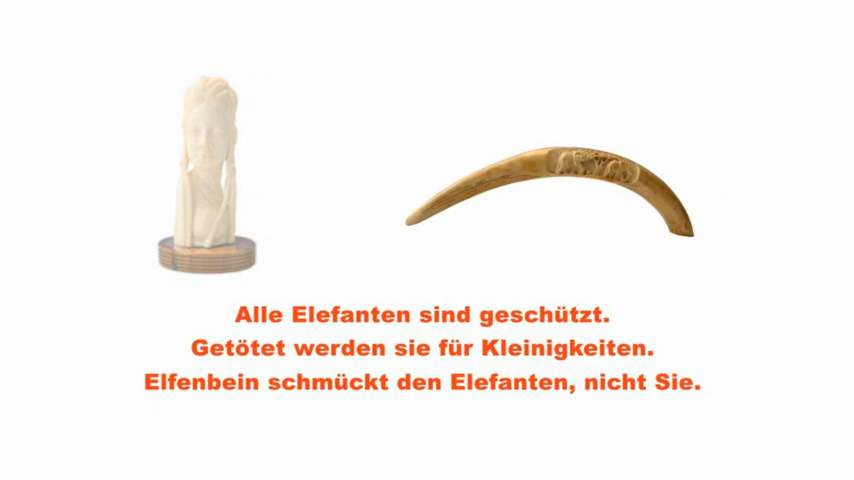 Alle Elefanten sind geschützt.
Getötet werden sie für Kleinigkeiten.
Elfenbein schmückt den Elefanten, nicht Sie.